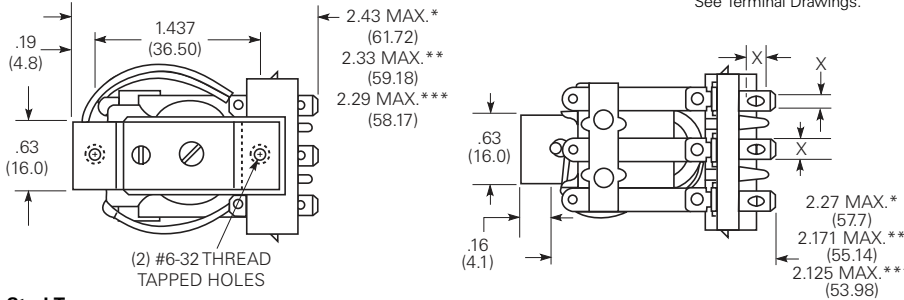 See Terminal Drawings.
1.437
(36.50)
.19
(4.8)
2.43 MAX.*
(61.72)
2.33 MAX.**
(59.18)
2.29 MAX.***
(58.17)
.63
(16.0)
(2) #6-32 THREAD
TAPPED HOLES
X
X
X
.63
(16.0)
.16
(4.1)
2.27 MAX.*
(57.7)
2.171 MAX.**
(55.14)
2.125 MAX.**
(53.98)